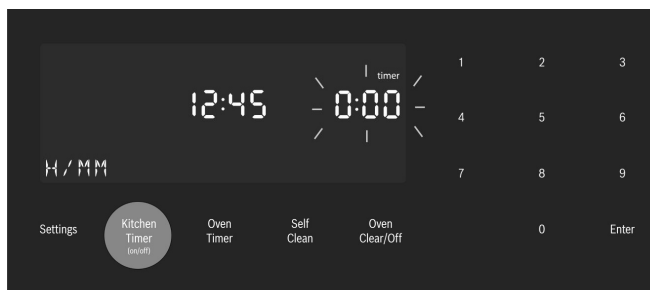 timer
12:45
0:00
H/MM
1 2 3
4 5 6
7 8 9
0 Enter
Settings
Kitchen
Timer
(on/off)
Oven
Timer
Self
Clean
Oven
Clear/Off